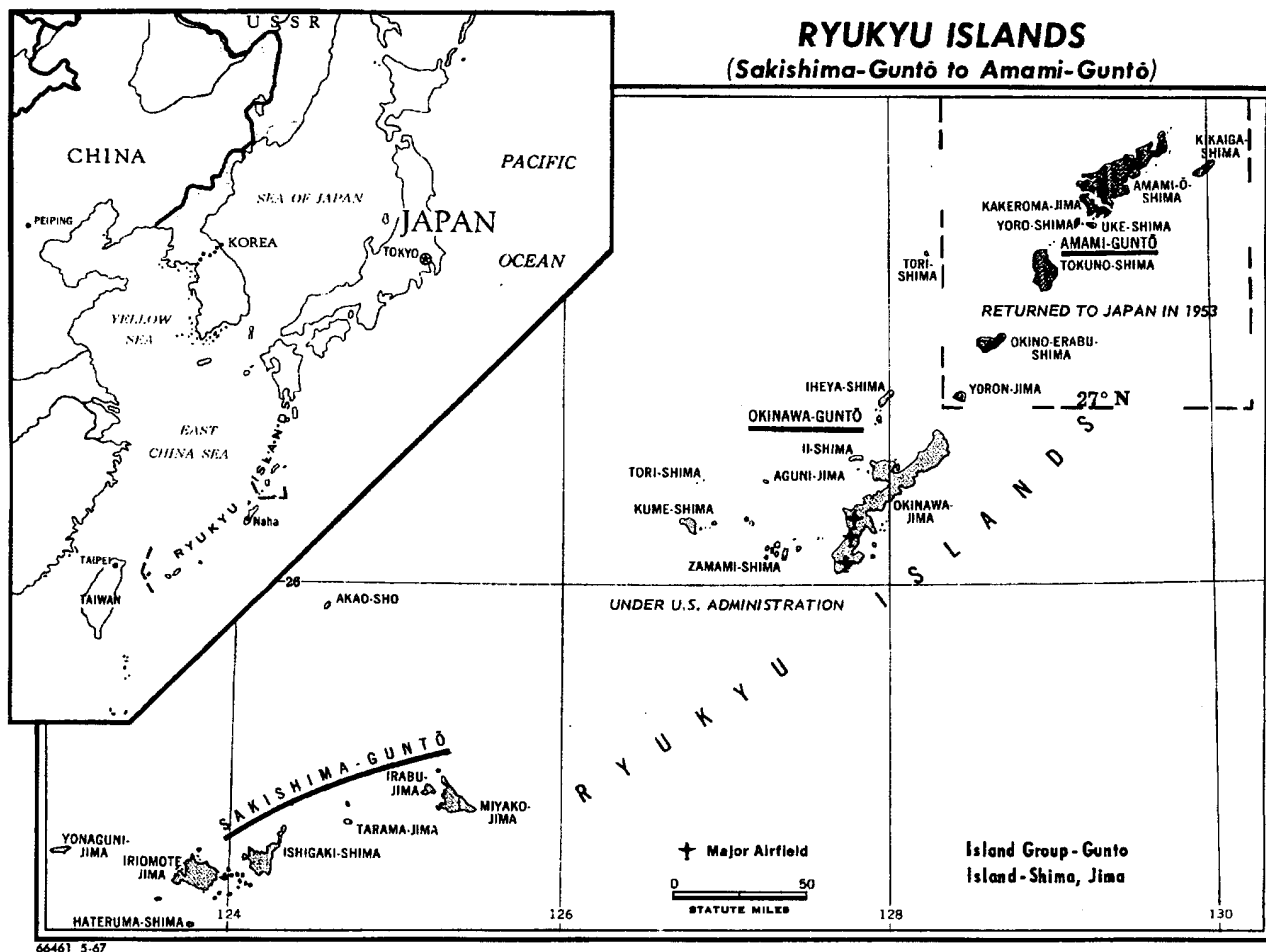 RYUKYU ISLANDS
(Sakishima-Guntō to Amami-Guntō)
USSR
CHINA
PACIFIC
OCEAN
SEA OF JAPAN
JAPAN
PEIPING
KOREA
TOKYO
YELLOW
SEA
EAST
CHINA SEA
RYUKYU ISLANDS
Naha
TAIPEI
TAIWAN
KIKAIGA-
SHIMA
AMAMI-Ō-
SHIMA
KAKEROMA-JIMA
YORO-SHIMA
UKE-SHIMA
AMAMI-GUNTŌ
TORI-
SHIMA
TOKUNO-SHIMA
RETURNED TO JAPAN IN 1953
OKINO-ERABU-
SHIMA
IHEYA-SHIMA
YORON-JIMA
27° N
OKINAWA-GUNTŌ
II-SHIMA
TORI-SHIMA
AGUNI-JIMA
KUME-SHIMA
OKINAWA-
JIMA
ZAMAMI-SHIMA
26
AKAO-SHO
UNDER U.S. ADMINISTRATION
RYUKYU ISLANDS
SAKISHIMA-GUNTŌ
IRABU-
JIMA
MIYAKO-
JIMA
TARAMA-JIMA
YONAGUNI-
JIMA
IRIOMOTE
JIMA
ISHIGAKI-SHIMA
HATERUMA-SHIMA
Major Airfield
0 50
STATUTE MILES
Island Group-Gunto
Island-Shima, Jima
124 126 128 130
66461 5-67